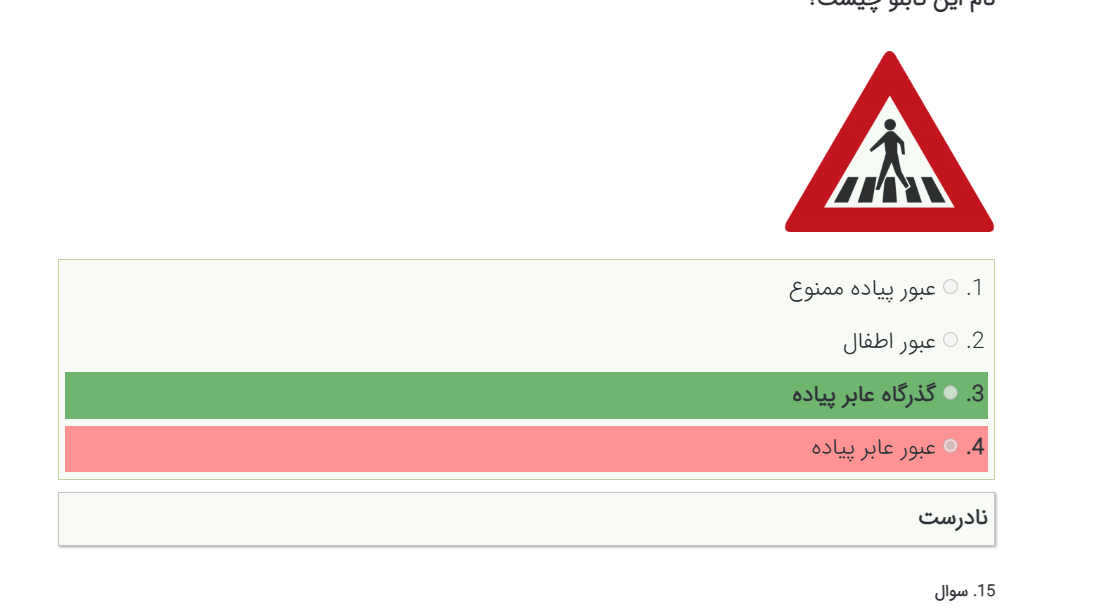 نام این تابلو چیست؟
1. عبور پیاده ممنوع
2. عبور اطفال
3. گذرگاه عابر پیاده
4. عبور عابر پیاده
نادرست
15. سوال